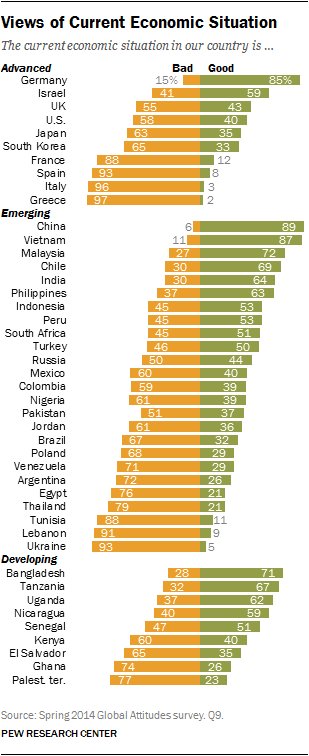 Views of Current Economic Situation
The current economic situation in our country is ...
Advanced Bad Good
Germany 15% 85%
Israel 41 59
UK 55 43
U.S. 58 40
Japan 63 35
South Korea 65 33
France 88 12
Spain 93 8
Italy 96 3
Greece 97 2
Emerging
China 6 89
Vietnam 11 87
Malaysia 27 72
Chile 30 69
India 30 64
Philippines 37 63
Indonesia 45 53
Peru 45 53
South Africa 45 51
Turkey 46 50
Russia 50 44
Mexico 60 40
Colombia 59 39
Nigeria 61 39
Pakistan 51 37
Jordan 61 36
Brazil 67 32
Poland 68 29
Venezuela 71 29
Argentina 72 26
Egypt 76 21
Thailand 79 21
Tunisia 88 11
Lebanon 91 9
Ukraine 93 5
Developing
Bangladesh 28 71
Tanzania 32 67
Uganda 37 62
Nicaragua 40 59
Senegal 47 51
Kenya 60 40
El Salvador 65 35
Ghana 74 26
Palest. ter. 77 23
Source: Spring 2014 Global Attitudes survey. Q9.
PEW RESEARCH CENTER